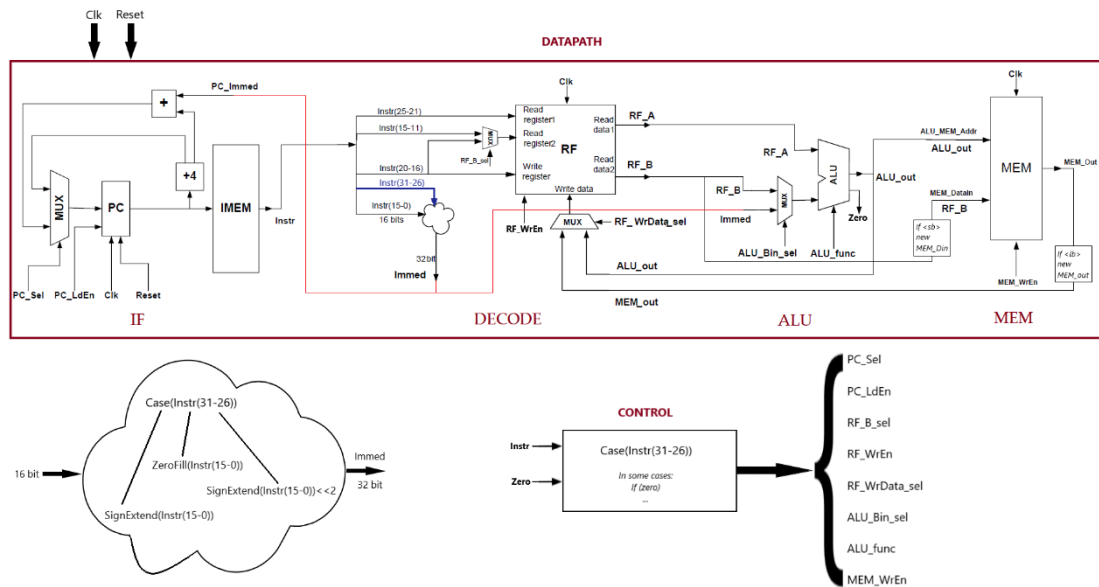 Clk
Reset
DATAPATH
PC_Immed
+
+4
MUX
PC
IMEM
Instr
PC_Sel
PC_LdEn
Clk
Reset
IF
Instr(25-21)
Instr(15-11)
MUX
RF_B_sel
Instr(20-16)
Instr(31-26)
Instr(15-0)
16 bits
32bit
Immed
DECODE
Clk
Read
register1
Read
register2
Write
register
RF
Read
data1
Read
data2
Write data
RF_WrEn
MUX
RF_WrData_sel
ALU_out
MEM_out
RF_A
RF_B
RF_A
RF_B
Immed
MUX
ALU_Bin_sel
ALU
ALU_func
Zero
ALU_out
ALU
ALU_MEM_Addr
ALU_out
MEM_DataIn
RF_B
If <sb>
new
MEM_Din
Clk
MEM
MEM_WrEn
MEM_Out
If <lb>
new
MEM_out
MEM
16 bit
Case(Instr(31-26))
ZeroFill(Instr(15-0))
SignExtend(Instr(15-0))<<2
SignExtend(Instr(15-0))
Immed
32 bit
CONTROL
Instr
Zero
Case(Instr(31-26))
In some cases:
If (zero)
...
PC_Sel
PC_LdEn
RF_B_sel
RF_WrEn
RF_WrData_sel
ALU_Bin_sel
ALU_func
MEM_WrEn